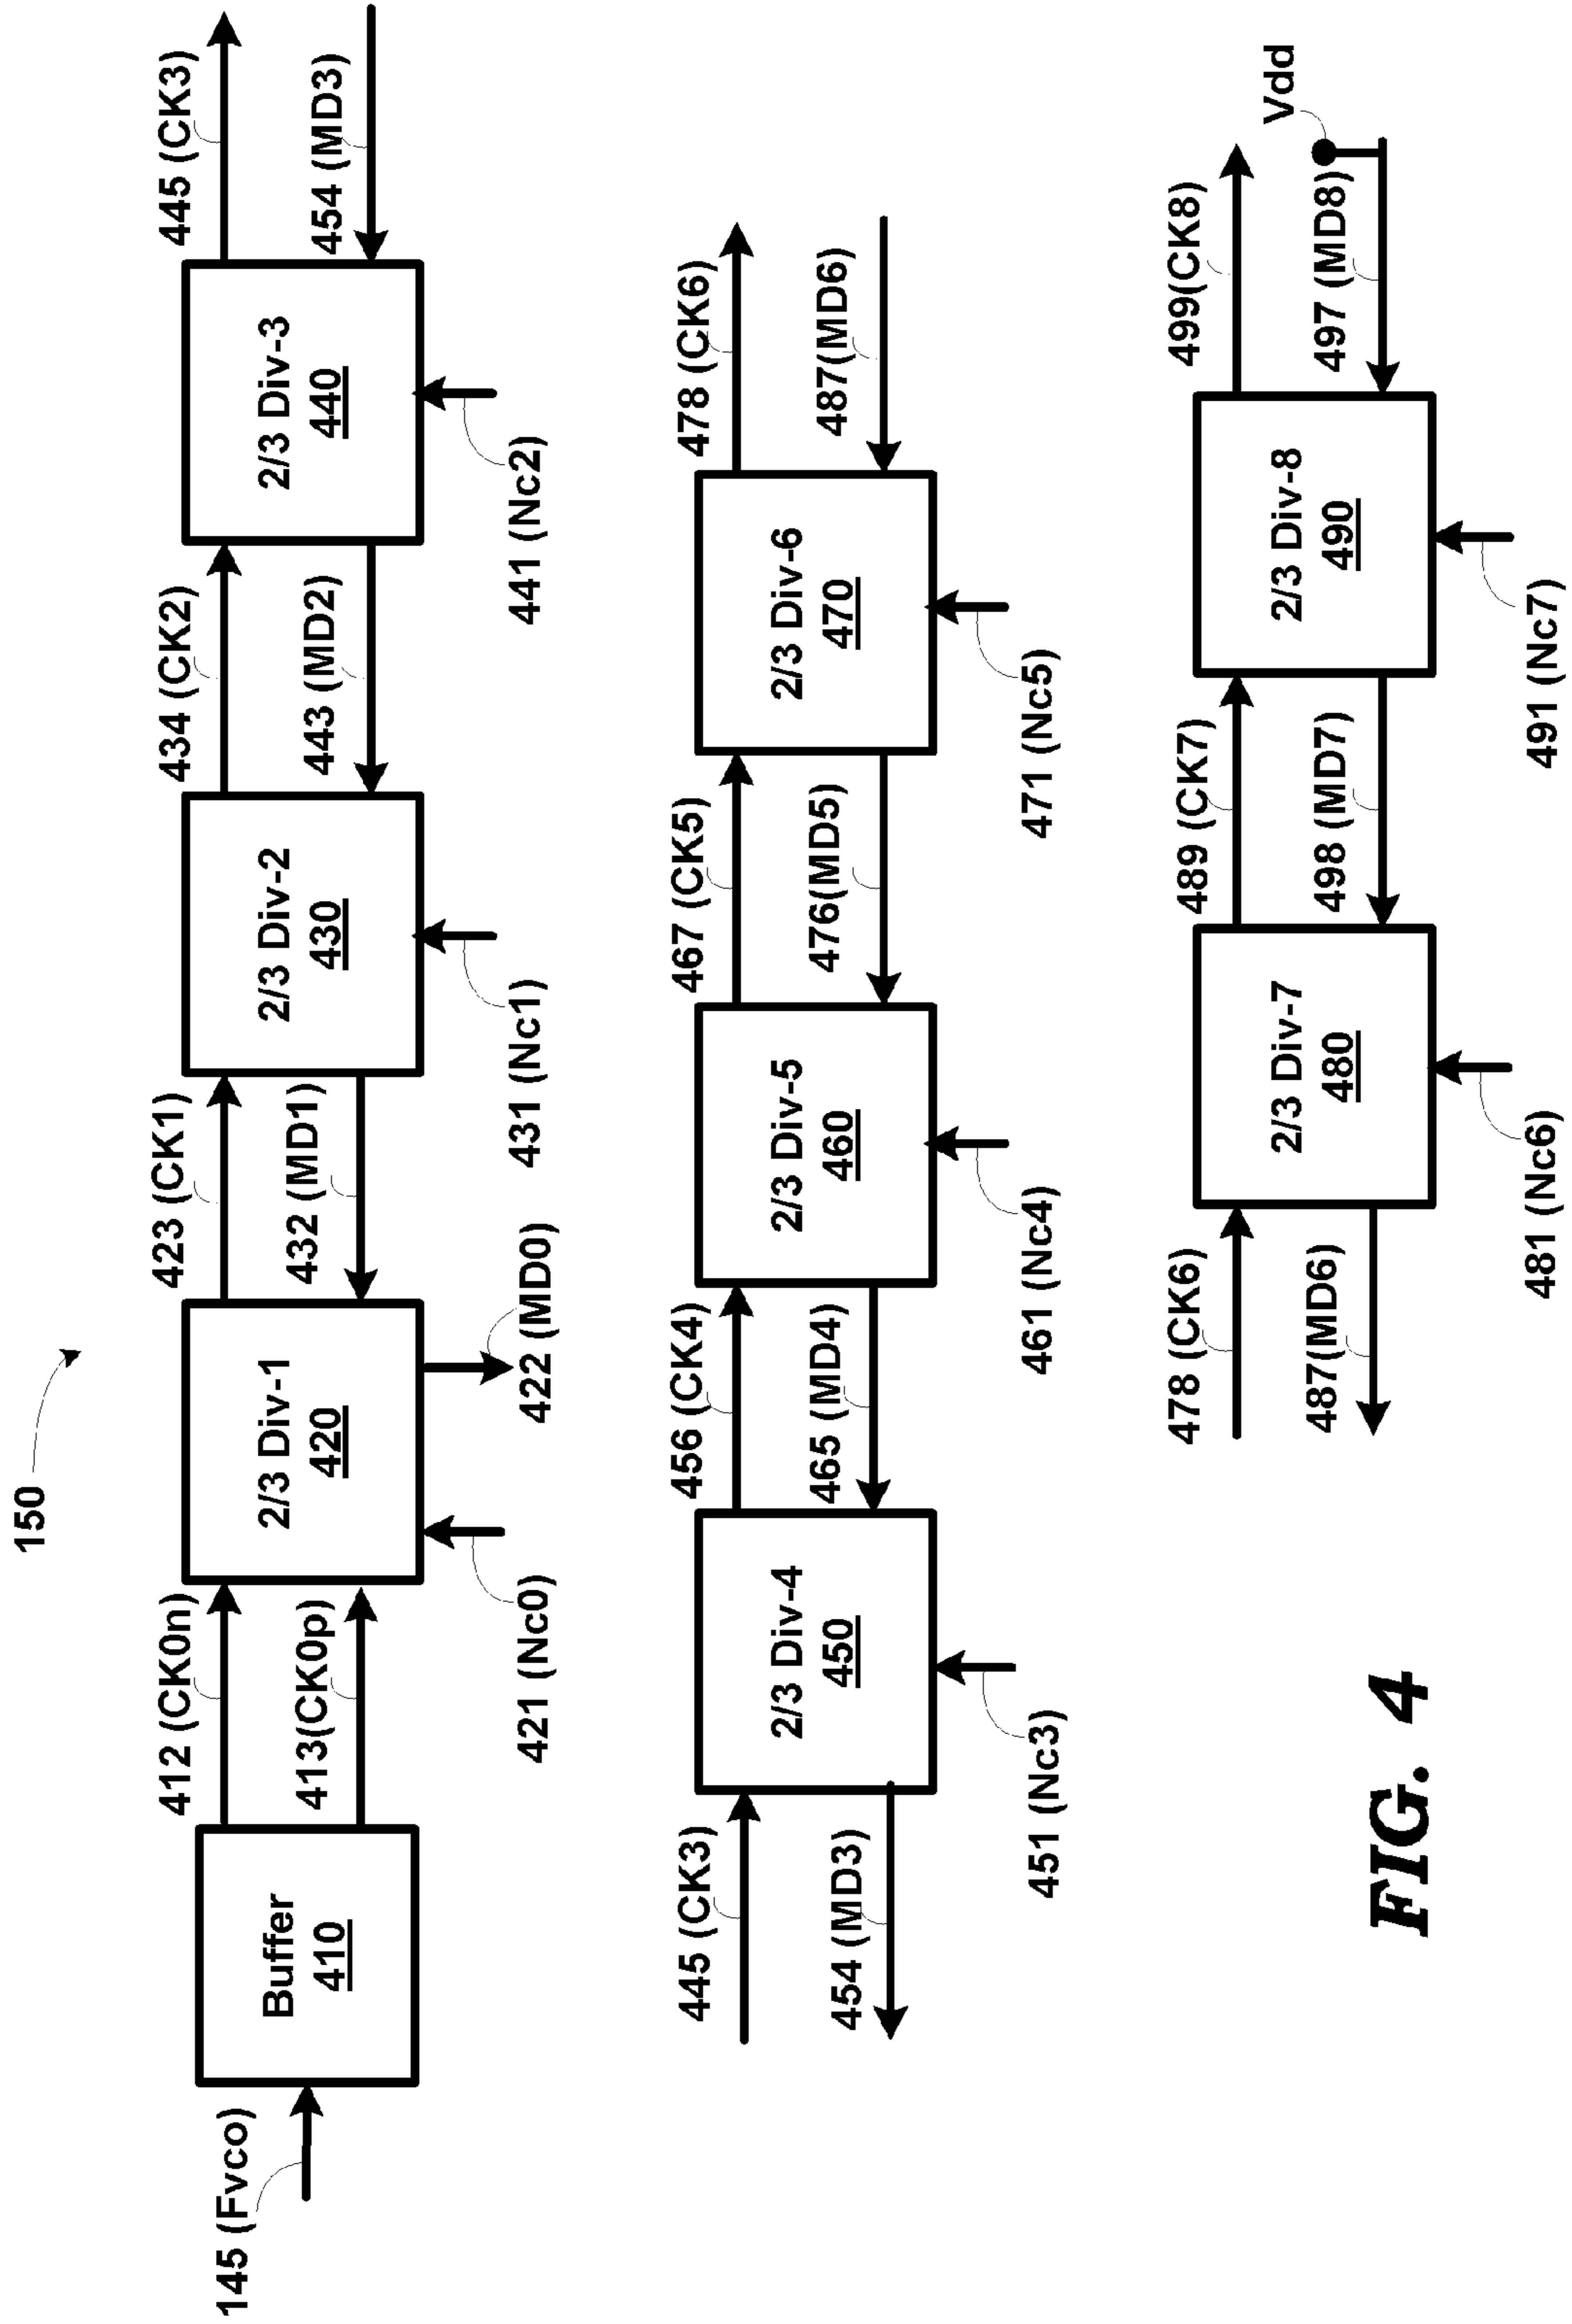 150
145 (Fvco)
Buffer
410
412 (CK0n)
413(CK0p)
2/3 Div-1
420
421 (Nc0)
422 (MD0)
423 (CK1)
432 (MD1)
2/3 Div-2
430
431 (Nc1)
434 (CK2)
443 (MD2)
2/3 Div-3
440
441 (Nc2)
445 (CK3)
454 (MD3)
445 (CK3)
454 (MD3)
2/3 Div-4
450
451 (Nc3)
456 (CK4)
465 (MD4)
2/3 Div-5
460
461 (Nc4)
467 (CK5)
476(MD5)
2/3 Div-6
470
471 (Nc5)
478 (CK6)
487(MD6)
478 (CK6)
487(MD6)
2/3 Div-7
480
481 (Nc6)
489 (CK7)
498 (MD7)
2/3 Div-8
490
491 (Nc7)
499(CK8)
497 (MD8)
Vdd
FIG. 4